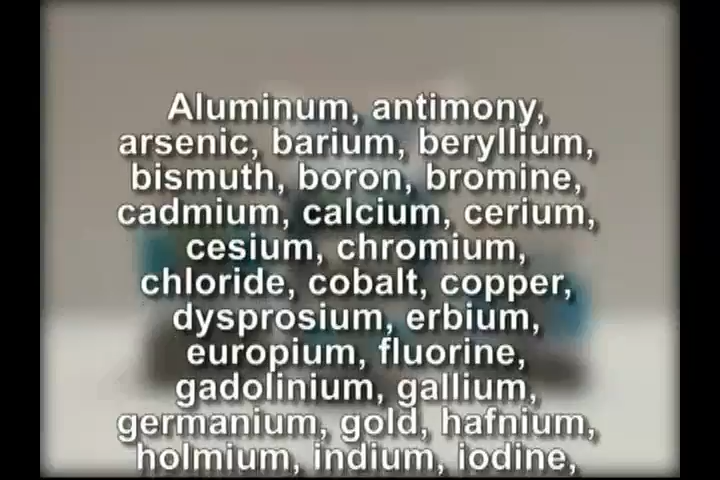 Aluminum, antimony,
arsenic, barium, beryllium,
bismuth, boron, bromine,
cadmium, calcium, cerium,
cesium, chromium,
chloride, cobalt, copper,
dysprosium, erbium,
europium, fluorine,
gadolinium, gallium,
germanium, gold, hafnium,
holmium, indium, iodine,